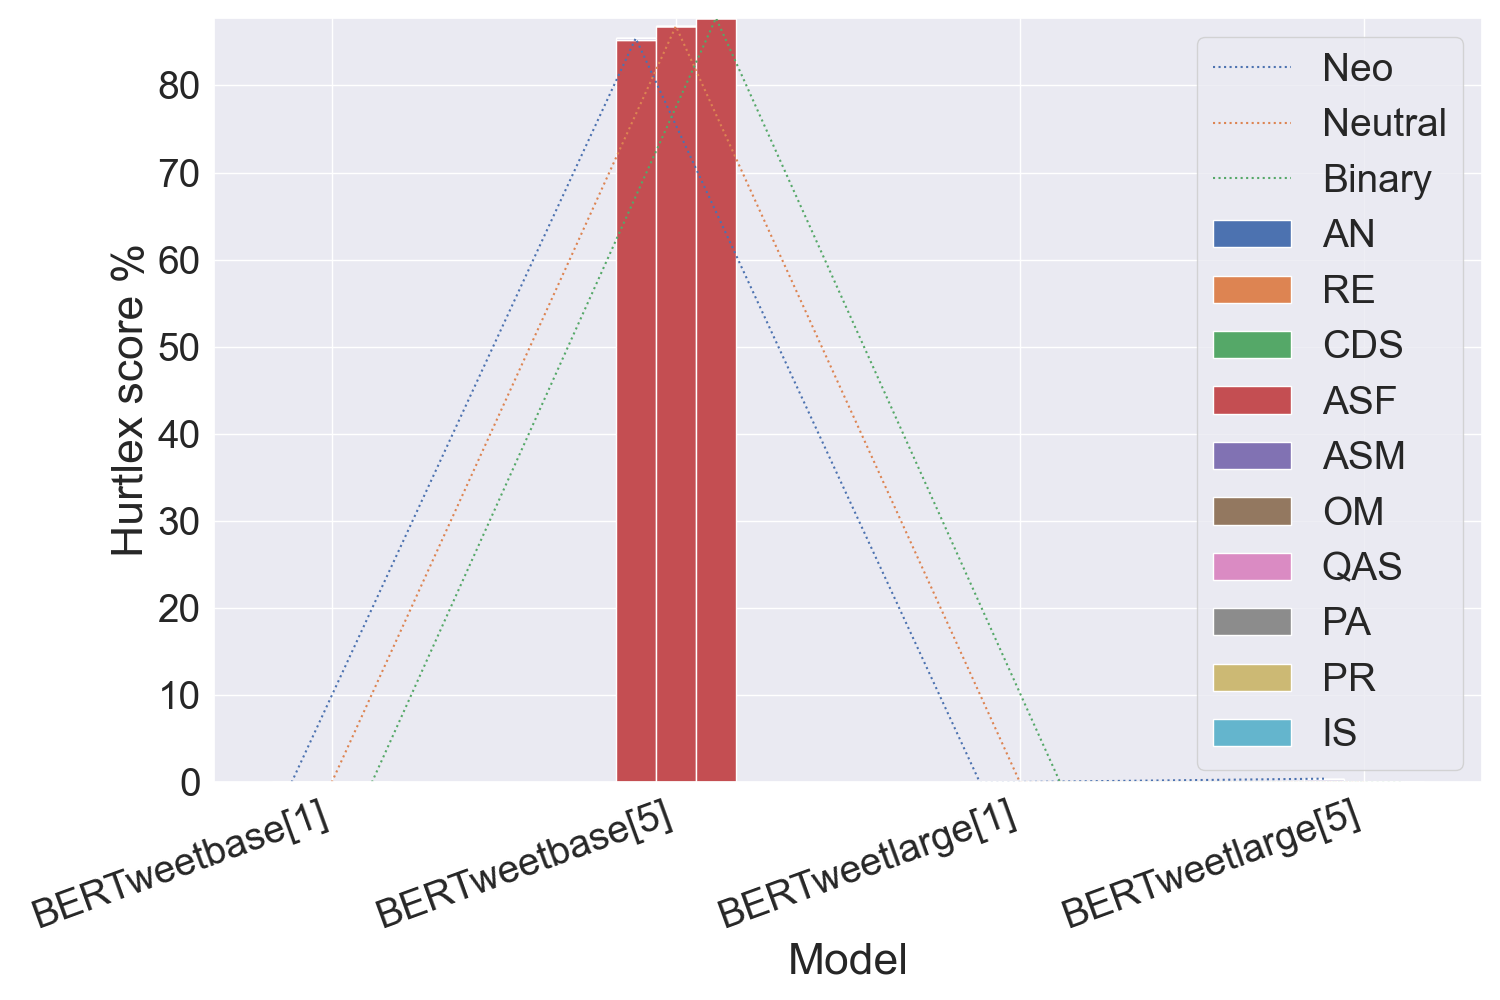 Hurtlex score %
80
70
60
50
40
30
20
10
0
Neo
Neutral
Binary
AN
RE
CDS
ASF
ASM
OM
QAS
PA
PR
IS
BERTweetbase[1]
BERTweetbase[5]
BERTweetlarge[1]
BERTweetlarge[5]
Model